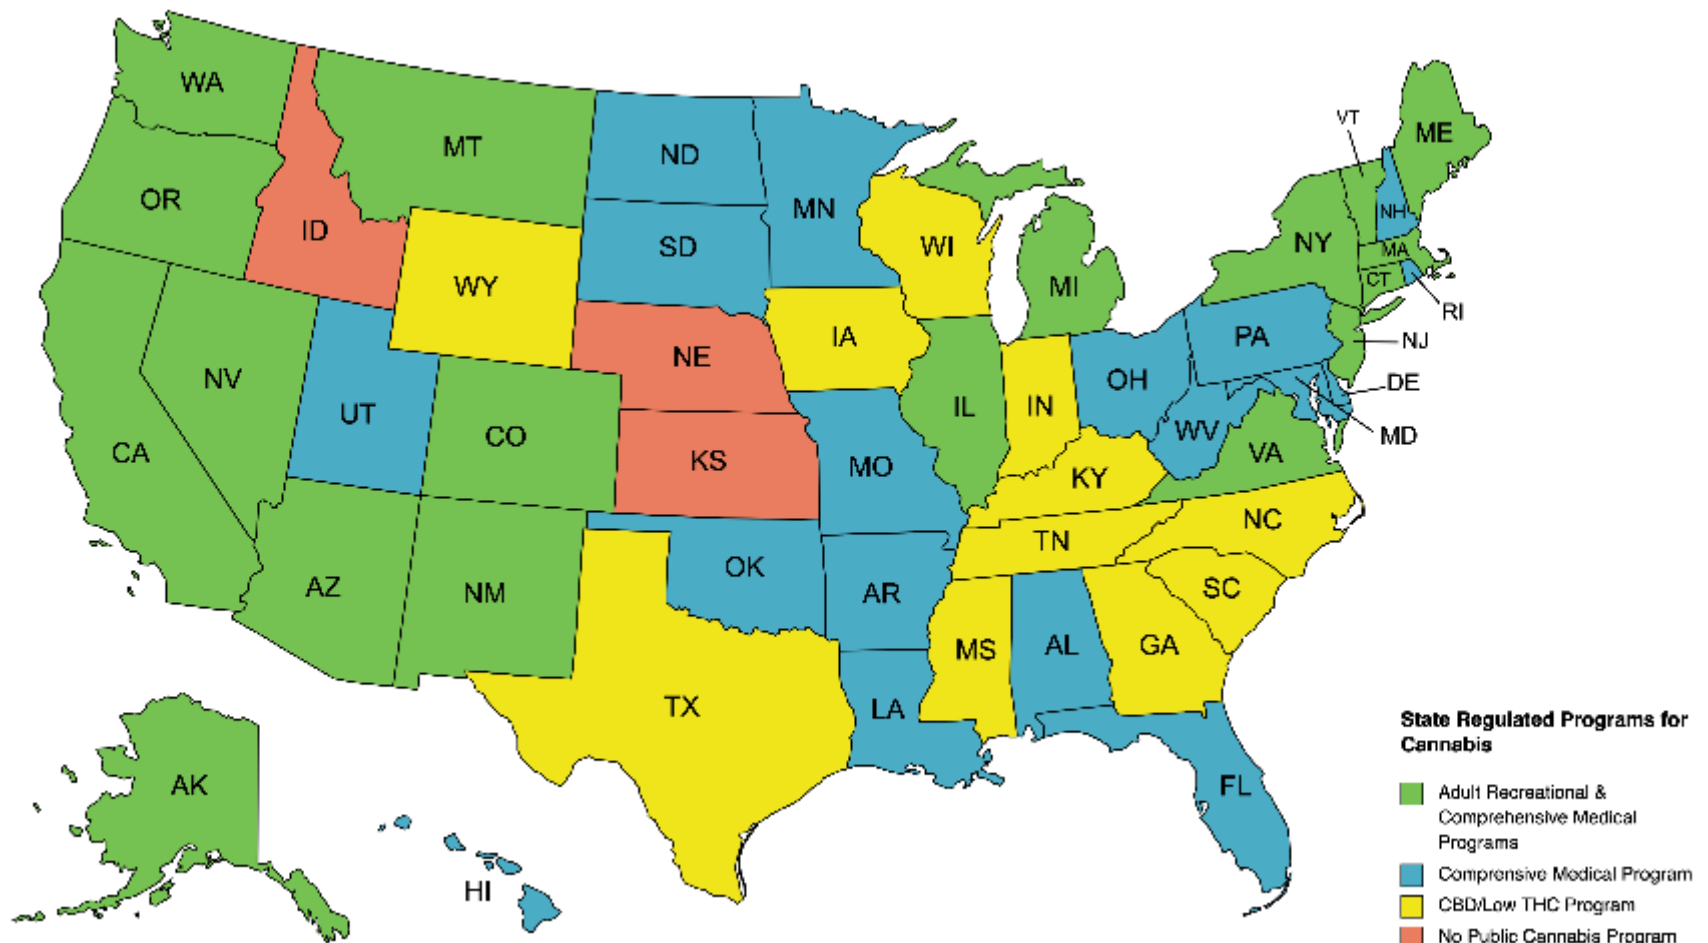 WA
MT
ND
MN
VT
ME
OR
ID
SD
WI
NH
NY
MA
WY
MI
CT
RI
IA
NE
PA
NJ
NV
OH
DE
UT
CO
IL
IN
WV
MD
CA
KS
MO
KY
VA
NC
TN
OK
AZ
NM
AR
SC
MS
AL
GA
TX
LA
AK
FL
HI
State Regulated Programs for
Cannabis
Adult Recreational &
Comprehensive Medical
Programs
Comprensive Medical Program
CBD/Low THC Program
No Public Cannabis Program